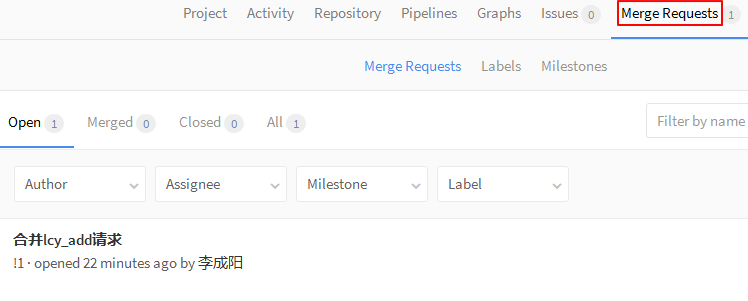 Project Activity Repository Pipelines Graphs Issues 0 Merge Requests 1
Merge Requests Labels Milestones
Open 1 Merged 0 Closed 0 All 1 Filter by name
Author Assignee Milestone Label
合并lcy_add请求
!1 · opened 22 minutes ago by 李成阳